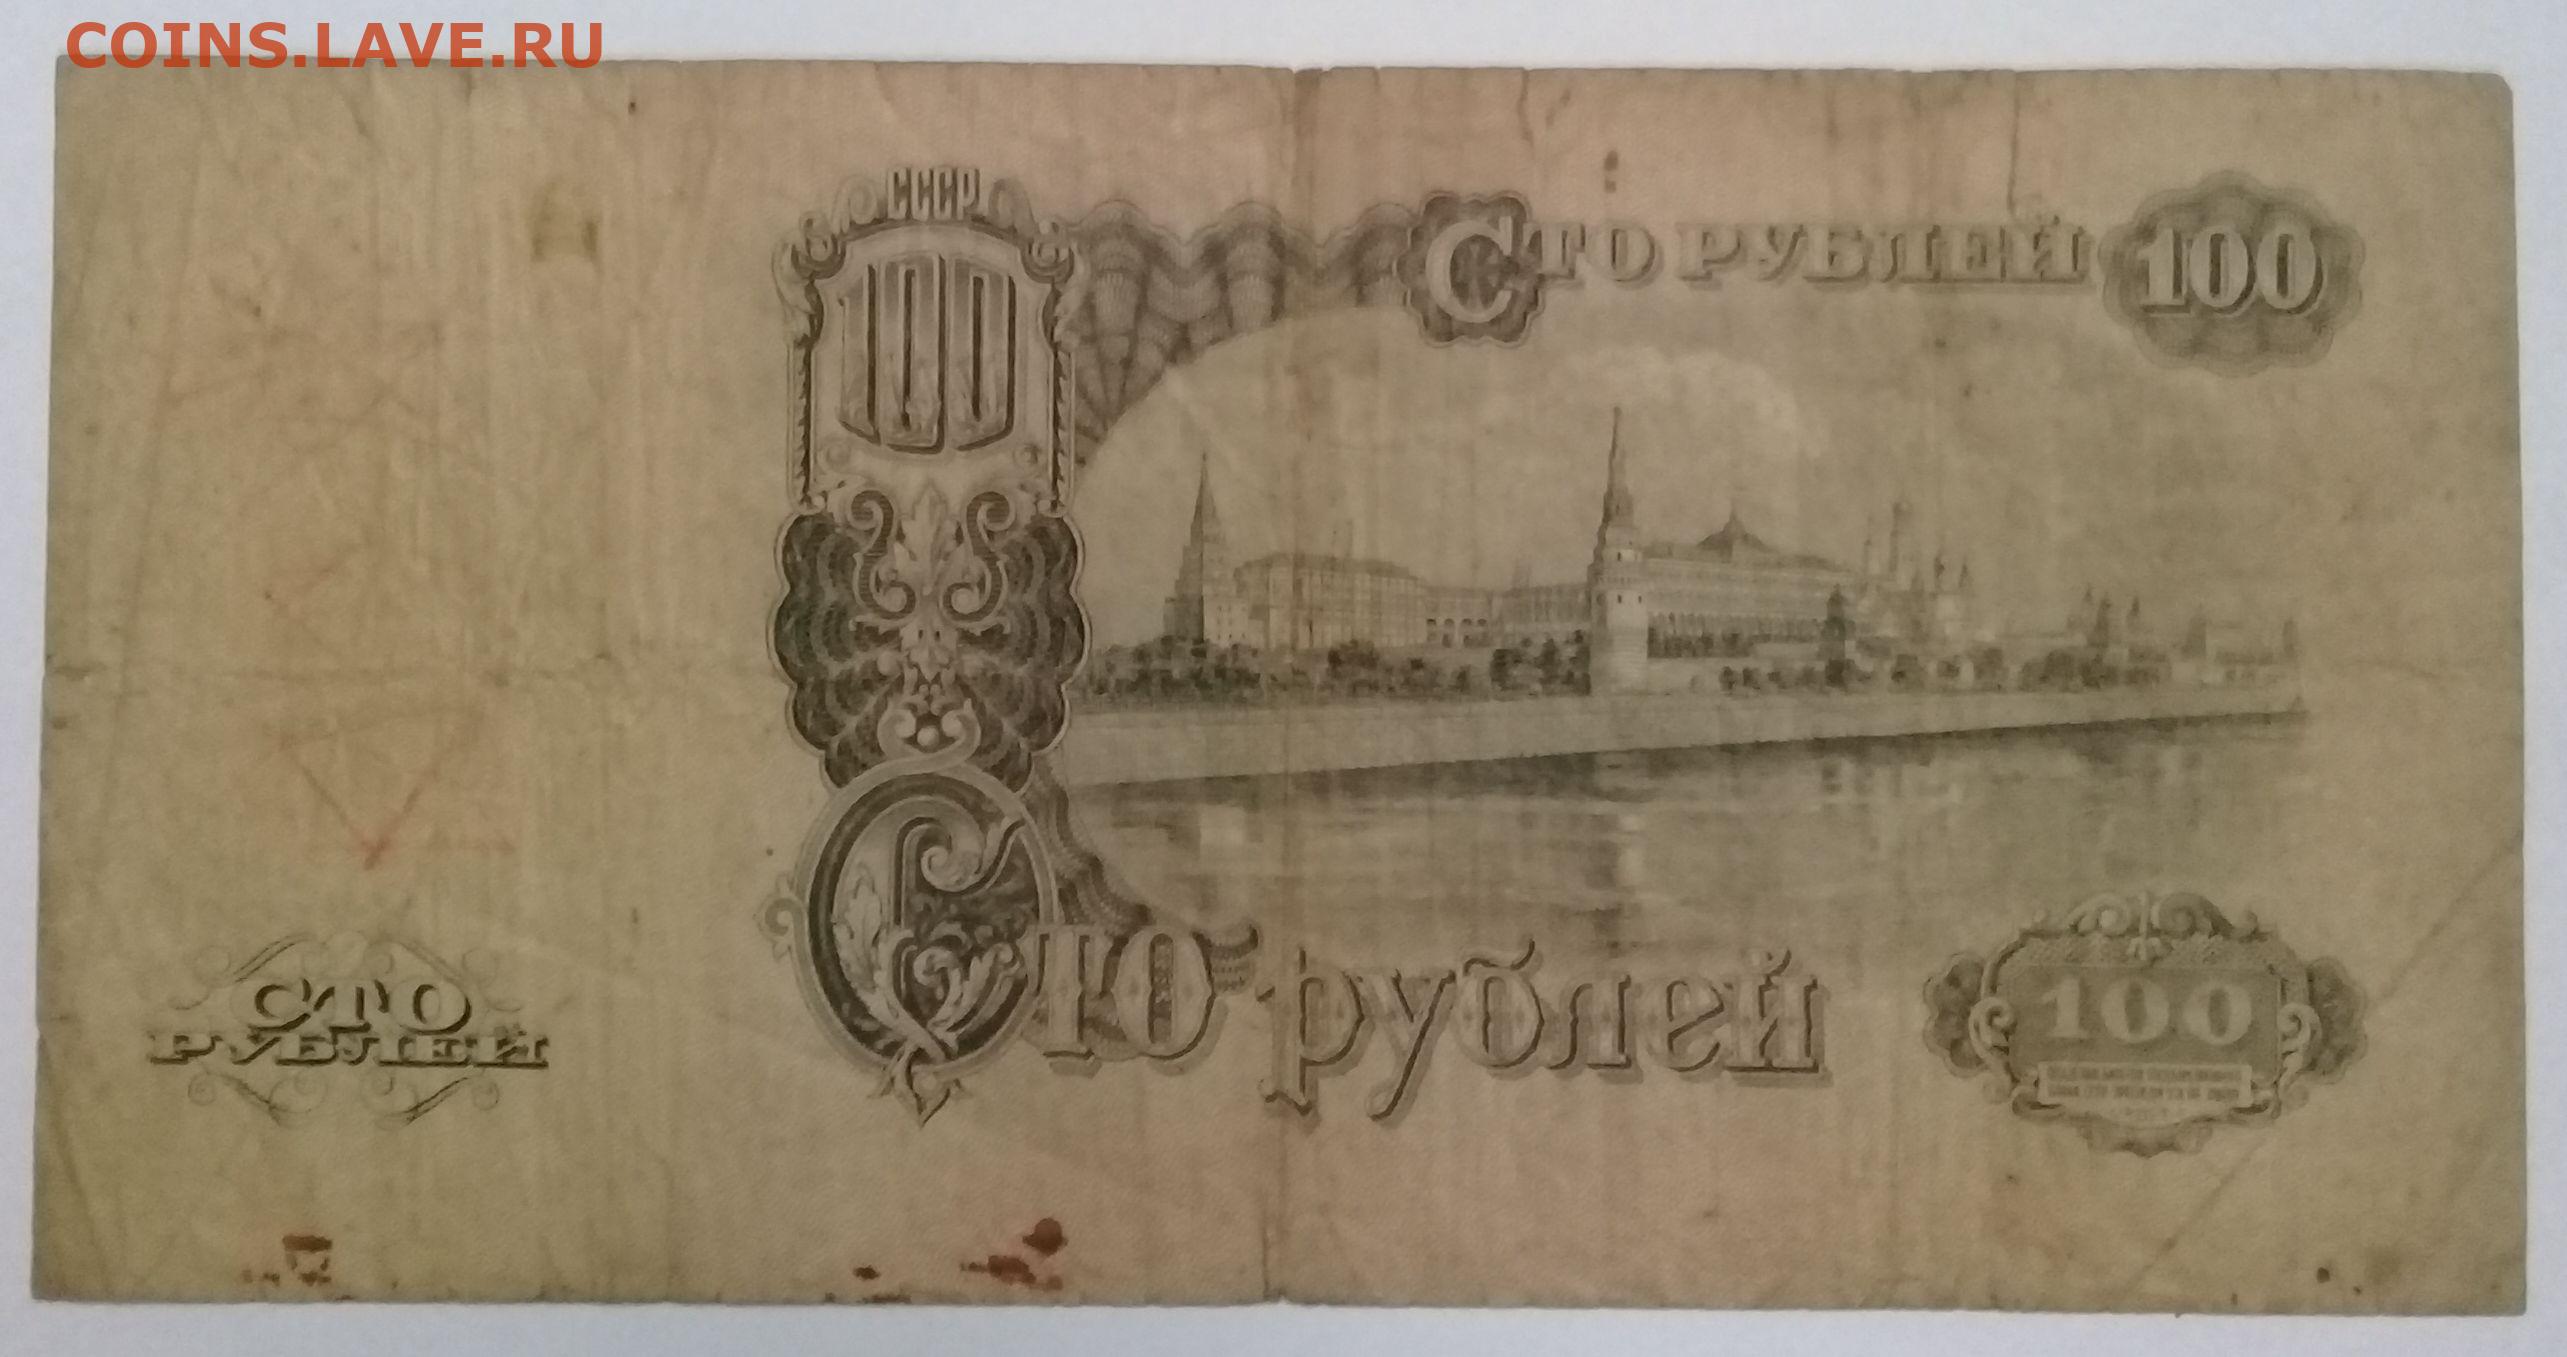 COINS.LAVE.RU
СССР
100
СТО РУБЛЕЙ
100
Сто рублей
СТО
РУБЛЕЙ
100